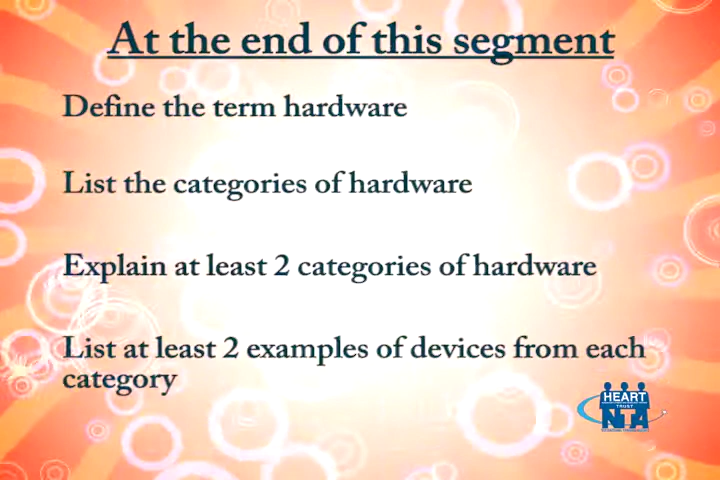 At the end of this segment
Define the term hardware
List the categories of hardware
Explain at least 2 categories of hardware
List at least 2 examples of devices from each
category
HEART
TRUST
NTA